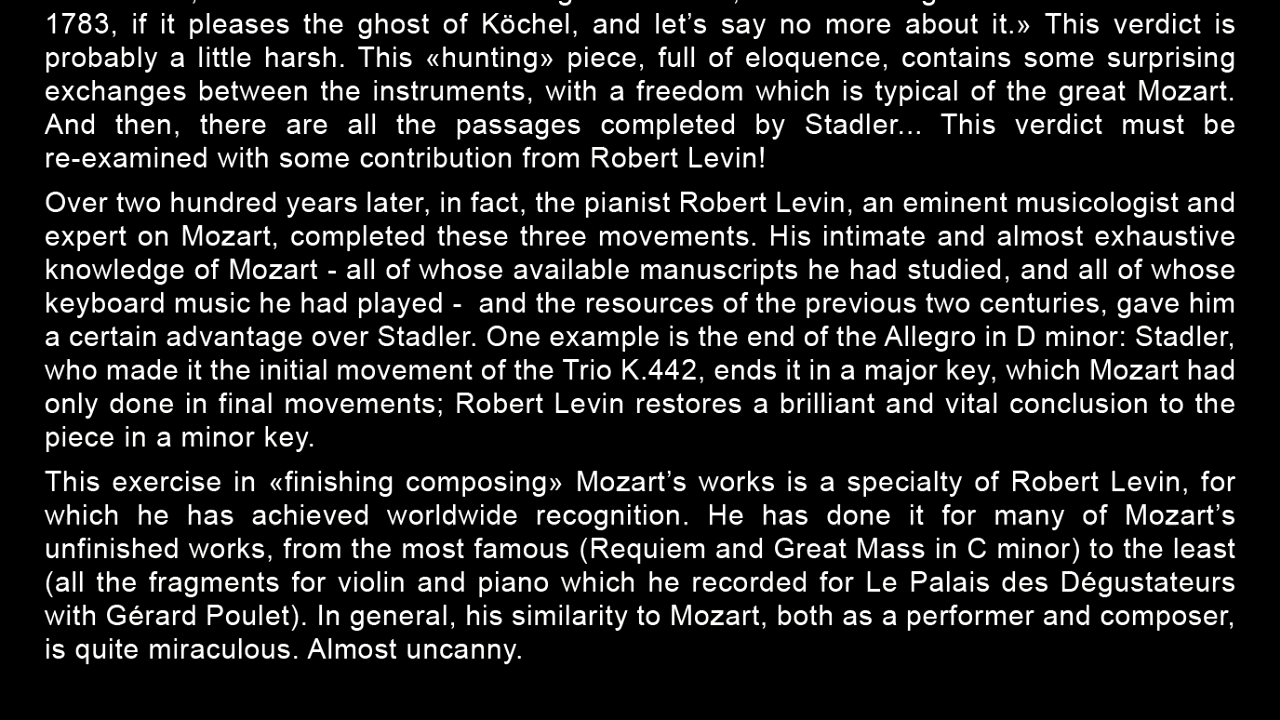 1783, if it pleases the ghost of Köchel, and let’s say no more about it.» This verdict is
probably a little harsh. This «hunting» piece, full of eloquence, contains some surprising
exchanges between the instruments, with a freedom which is typical of the great Mozart.
And then, there are all the passages completed by Stadler... This verdict must be
re-examined with some contribution from Robert Levin!
Over two hundred years later, in fact, the pianist Robert Levin, an eminent musicologist and
expert on Mozart, completed these three movements. His intimate and almost exhaustive
knowledge of Mozart - all of whose available manuscripts he had studied, and all of whose
keyboard music he had played -  and the resources of the previous two centuries, gave him
a certain advantage over Stadler. One example is the end of the Allegro in D minor: Stadler,
who made it the initial movement of the Trio K.442, ends it in a major key, which Mozart had
only done in final movements; Robert Levin restores a brilliant and vital conclusion to the
piece in a minor key.
This exercise in «finishing composing» Mozart’s works is a specialty of Robert Levin, for
which he has achieved worldwide recognition. He has done it for many of Mozart’s
unfinished works, from the most famous (Requiem and Great Mass in C minor) to the least
(all the fragments for violin and piano which he recorded for Le Palais des Dégustateurs
with Gérard Poulet). In general, his similarity to Mozart, both as a performer and composer,
is quite miraculous. Almost uncanny.